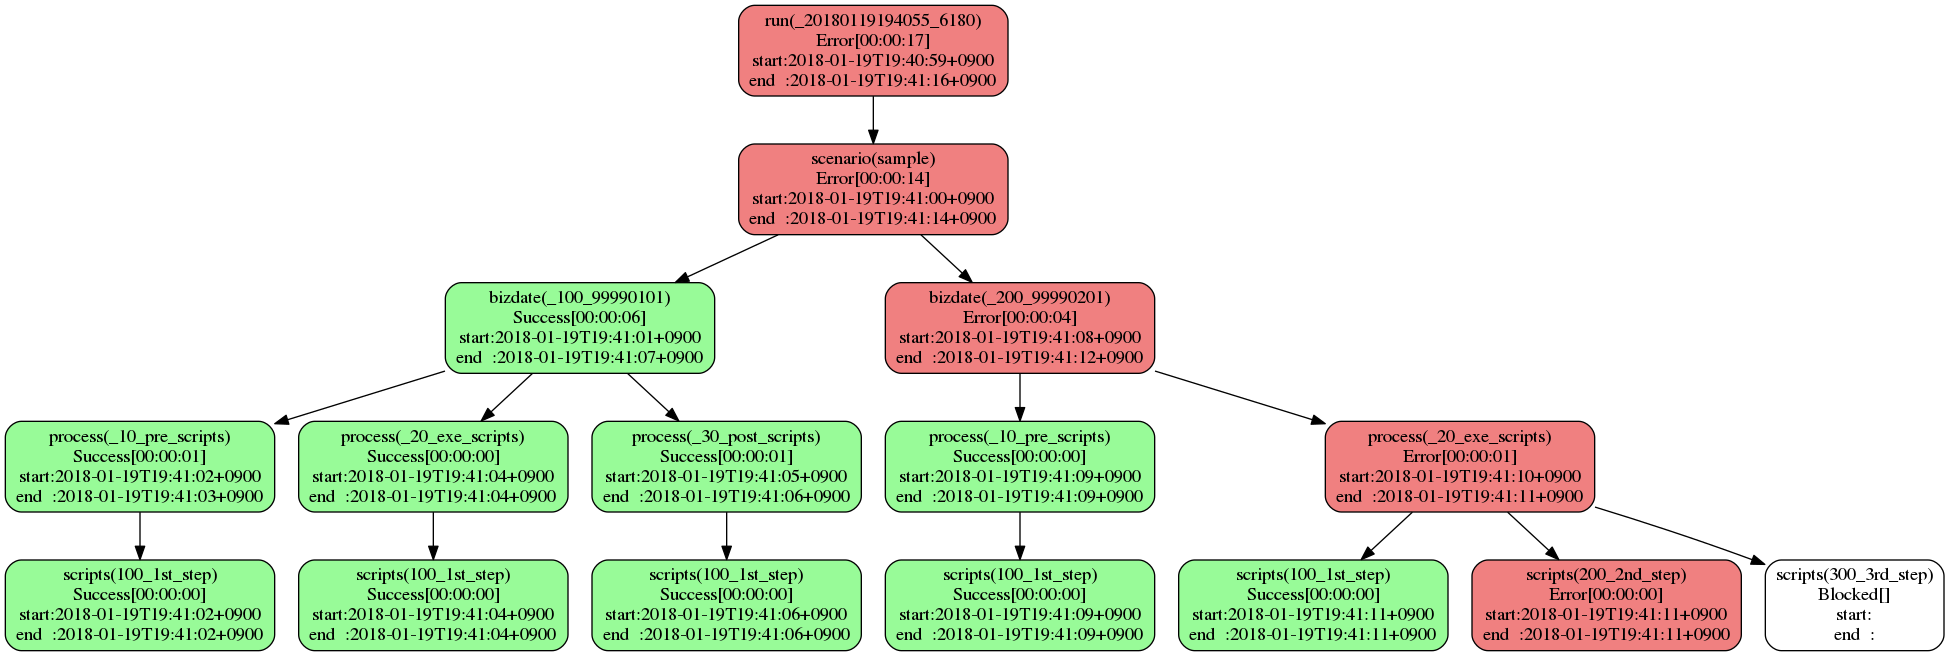 run(_20180119194055_6180)
Error[00:00:17]
start:2018-01-19T19:40:59+0900
end  :2018-01-19T19:41:16+0900
scenario(sample)
Error[00:00:14]
start:2018-01-19T19:41:00+0900
end  :2018-01-19T19:41:14+0900
bizdate(_100_99990101)
Success[00:00:06]
start:2018-01-19T19:41:01+0900
end  :2018-01-19T19:41:07+0900
bizdate(_200_99990201)
Error[00:00:04]
start:2018-01-19T19:41:08+0900
end  :2018-01-19T19:41:12+0900
process(_10_pre_scripts)
Success[00:00:01]
start:2018-01-19T19:41:02+0900
end  :2018-01-19T19:41:03+0900
process(_20_exe_scripts)
Success[00:00:00]
start:2018-01-19T19:41:04+0900
end  :2018-01-19T19:41:04+0900
process(_30_post_scripts)
Success[00:00:01]
start:2018-01-19T19:41:05+0900
end  :2018-01-19T19:41:06+0900
process(_10_pre_scripts)
Success[00:00:00]
start:2018-01-19T19:41:09+0900
end  :2018-01-19T19:41:09+0900
process(_20_exe_scripts)
Error[00:00:01]
start:2018-01-19T19:41:10+0900
end  :2018-01-19T19:41:11+0900
scripts(100_1st_step)
Success[00:00:00]
start:2018-01-19T19:41:02+0900
end  :2018-01-19T19:41:02+0900
scripts(100_1st_step)
Success[00:00:00]
start:2018-01-19T19:41:04+0900
end  :2018-01-19T19:41:04+0900
scripts(100_1st_step)
Success[00:00:00]
start:2018-01-19T19:41:06+0900
end  :2018-01-19T19:41:06+0900
scripts(100_1st_step)
Success[00:00:00]
start:2018-01-19T19:41:09+0900
end  :2018-01-19T19:41:09+0900
scripts(100_1st_step)
Success[00:00:00]
start:2018-01-19T19:41:11+0900
end  :2018-01-19T19:41:11+0900
scripts(200_2nd_step)
Error[00:00:00]
start:2018-01-19T19:41:11+0900
end  :2018-01-19T19:41:11+0900
scripts(300_3rd_step)
Blocked[]
start:
end  :